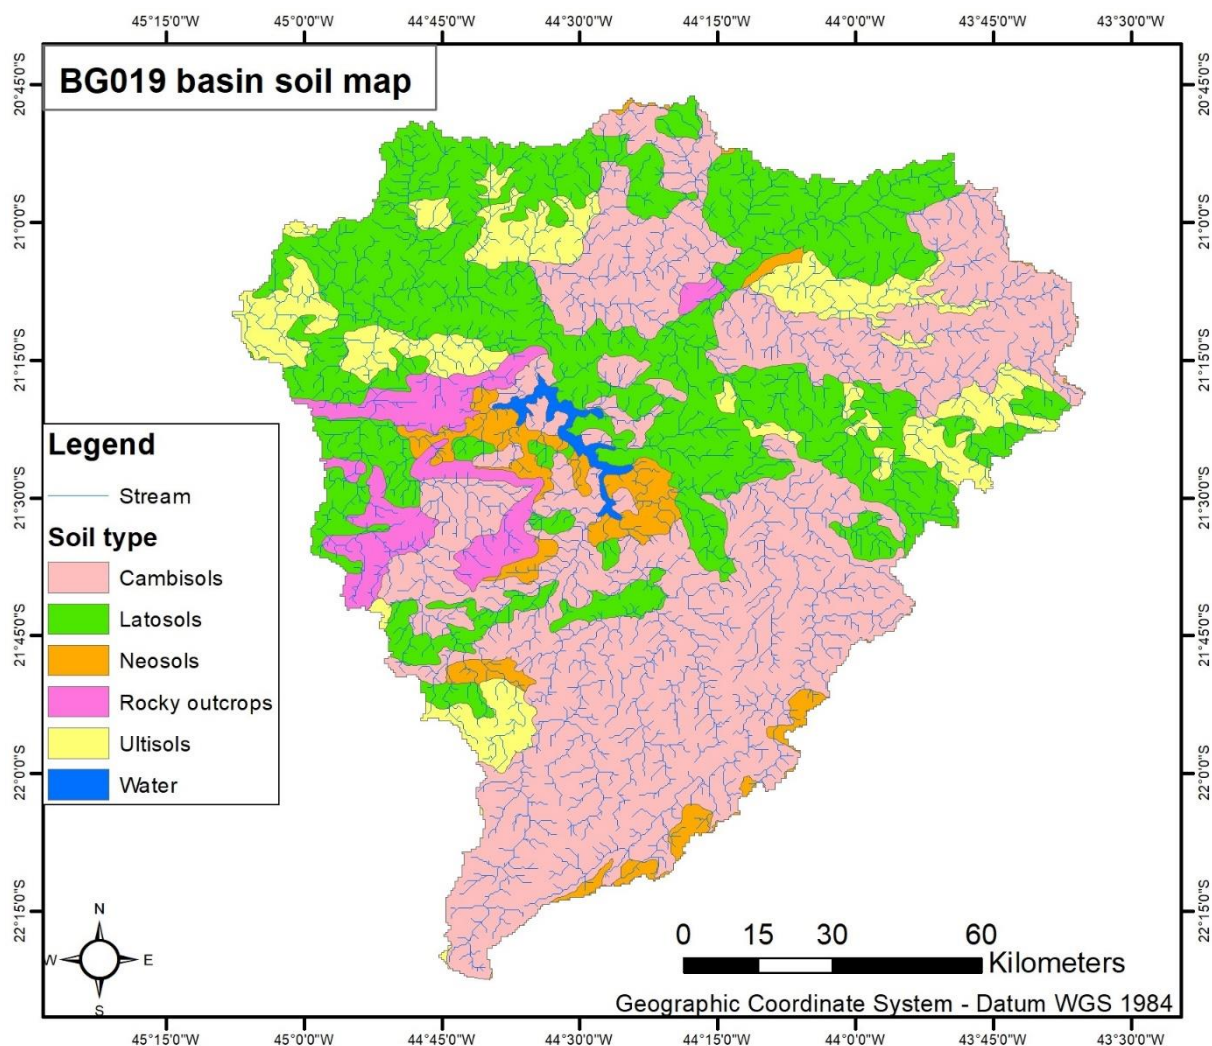 45°15'0"W 45°0'0"W 44°45'0"W 44°30'0"W 44°15'0"W 44°0'0"W 43°45'0"W 43°30'0"W
BG019 basin soil map
20°45'0"S
21°0'0"S
21°15'0"S
21°30'0"S
21°45'0"S
22°0'0"S
22°15'0"S
20°45'0"S
21°0'0"S
21°15'0"S
21°30'0"S
21°45'0"S
22°0'0"S
22°15'0"S
Legend
Stream
Soil type
Cambisols
Latosols
Neosols
Rocky outcrops
Ultisols
Water
N
W E
S
0 15 30 60
Kilometers
Geographic Coordinate System - Datum WGS 1984
45°15'0"W 45°0'0"W 44°45'0"W 44°30'0"W 44°15'0"W 44°0'0"W 43°45'0"W 43°30'0"W